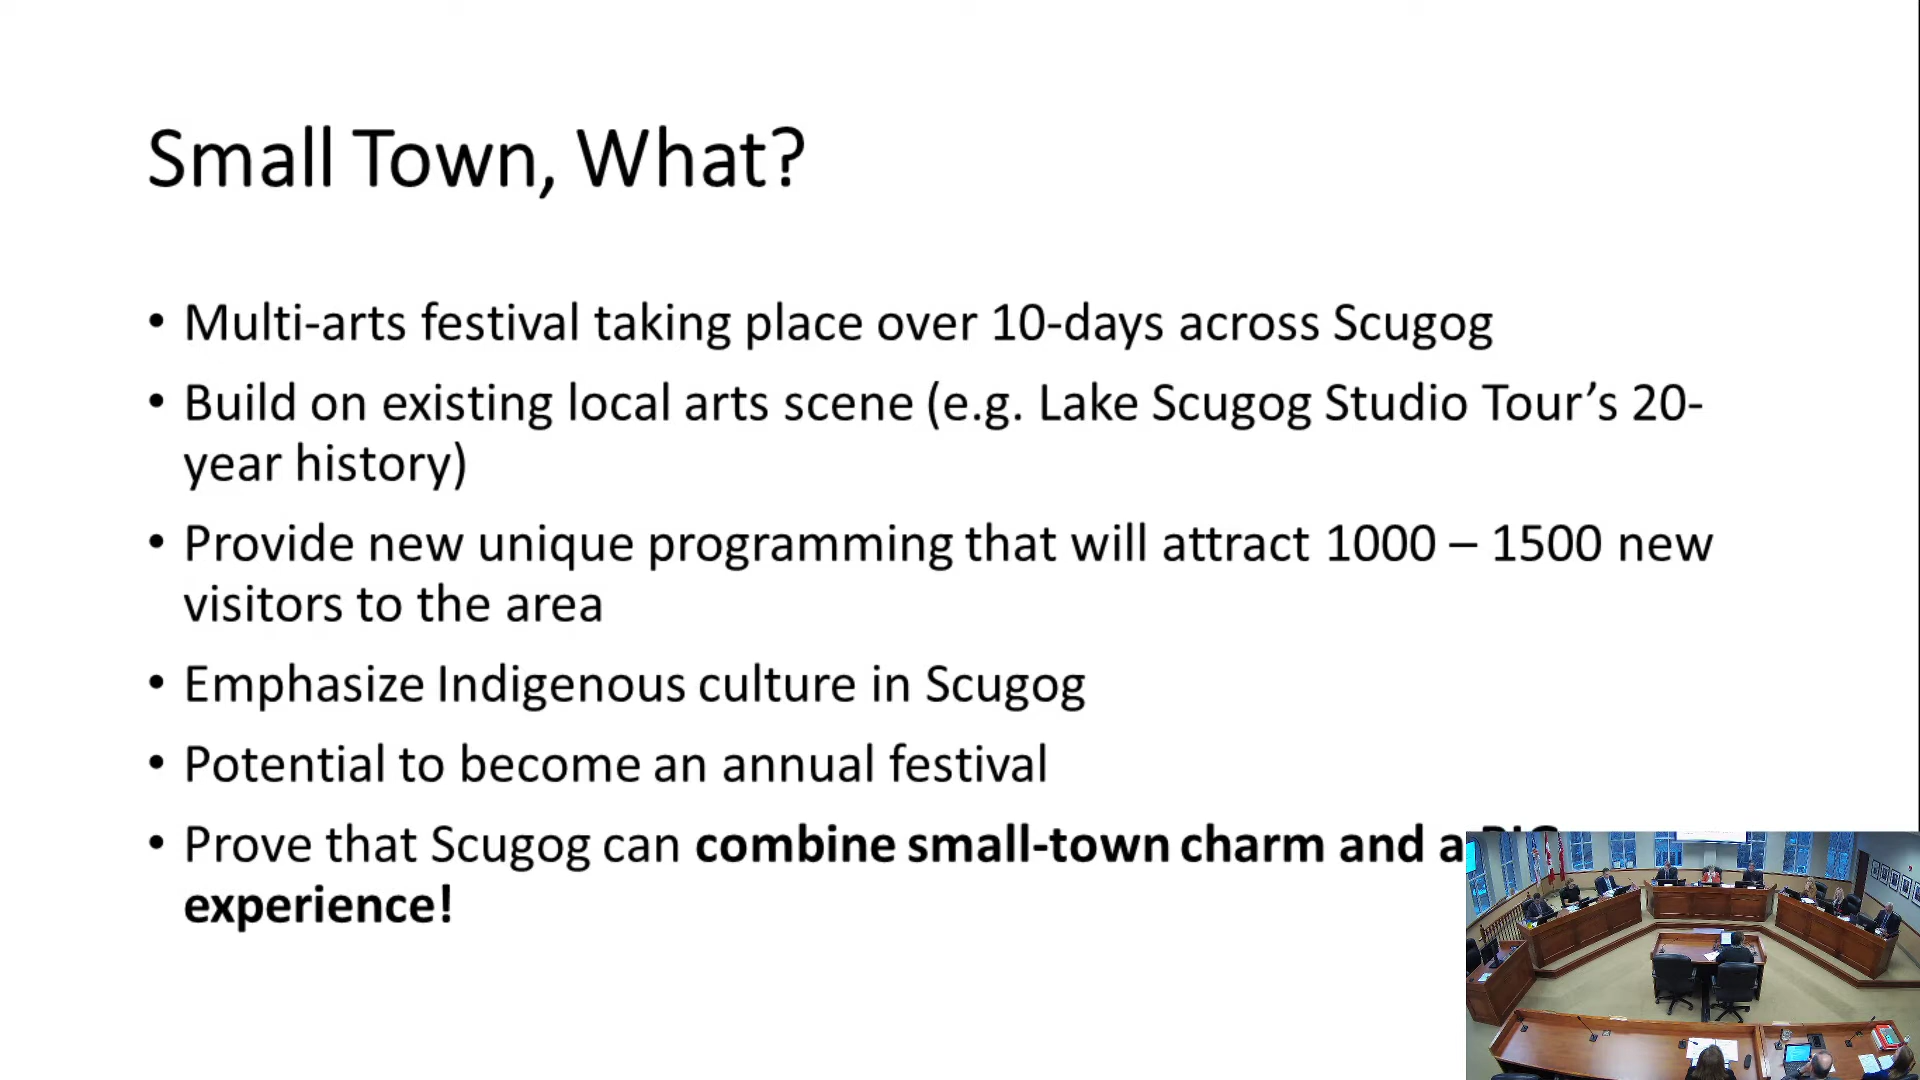 Small Town, What?
• Multi-arts festival taking place over 10-days across Scugog
• Build on existing local arts scene (e.g. Lake Scugog Studio Tour’s 20-
year history)
• Provide new unique programming that will attract 1000 – 1500 new
visitors to the area
• Emphasize Indigenous culture in Scugog
• Potential to become an annual festival
• Prove that Scugog can combine small-town charm and a
experience!